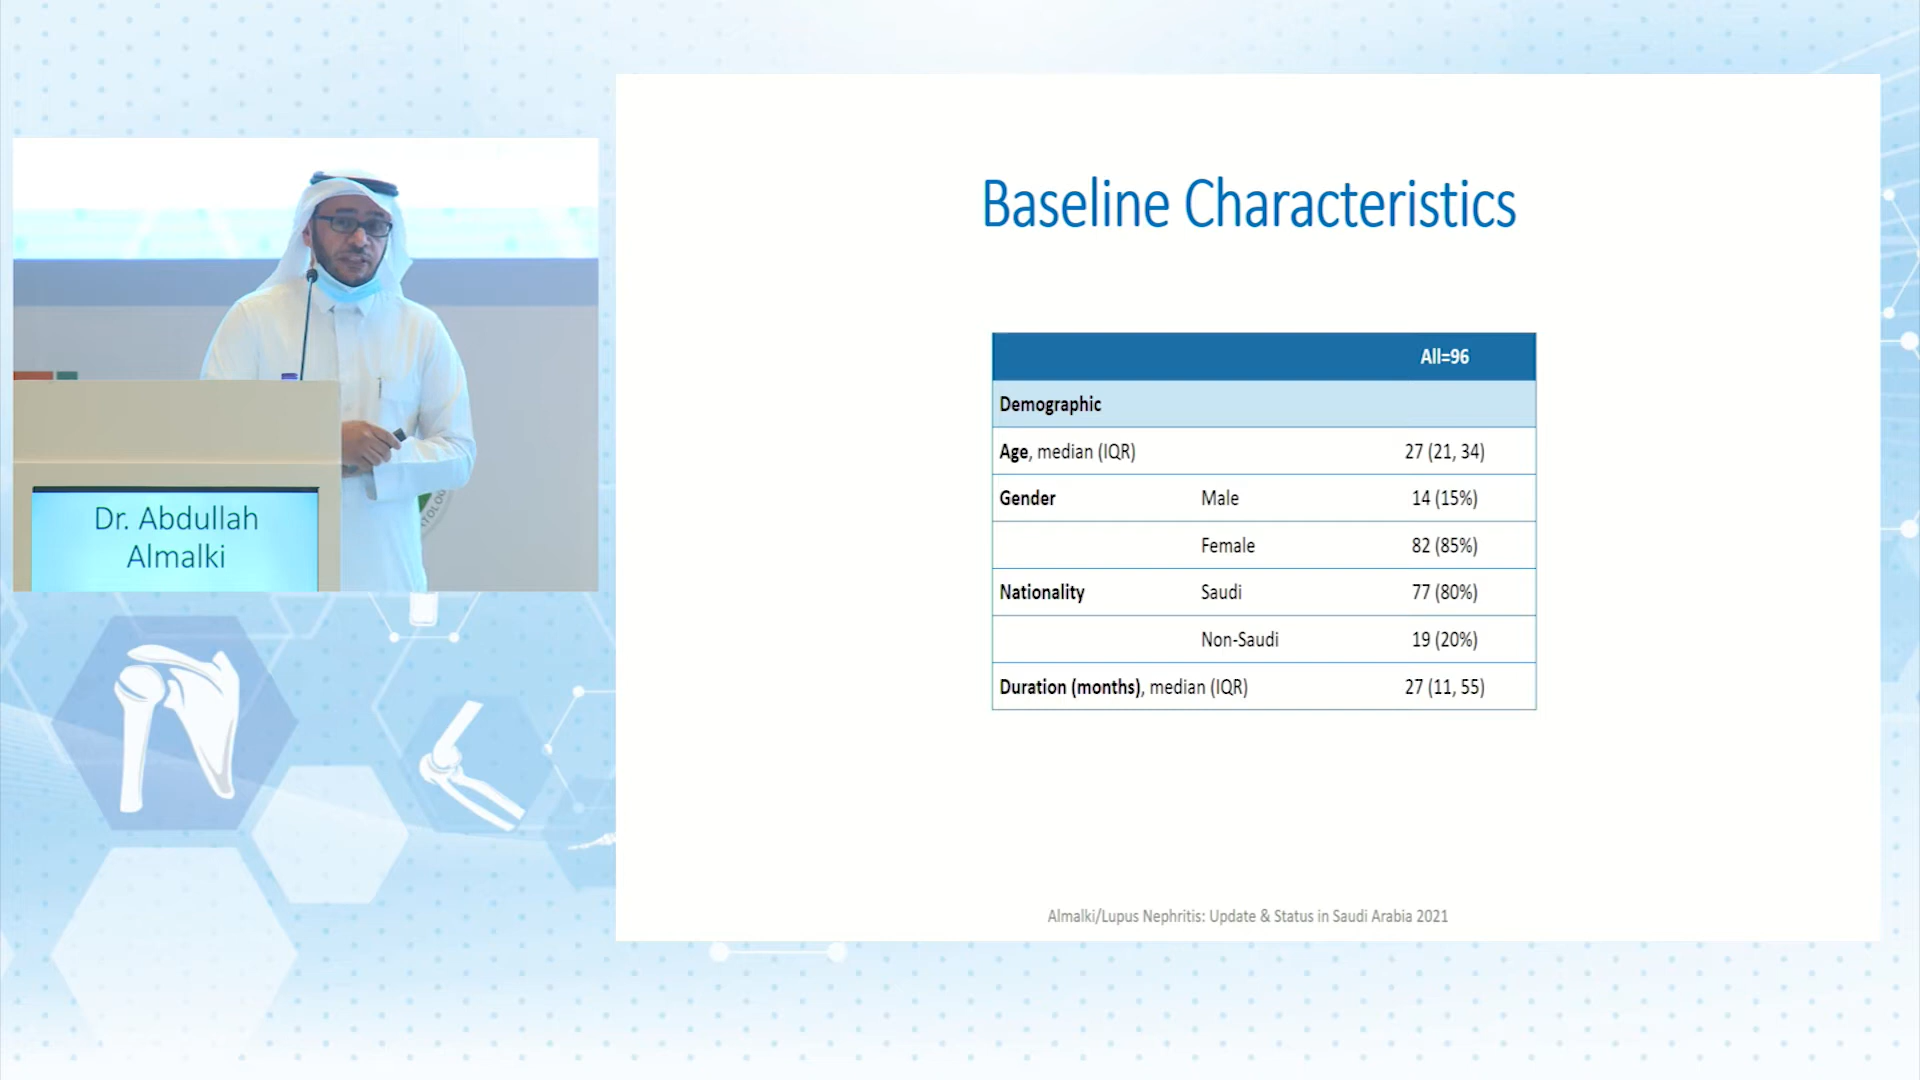 Baseline Characteristics
All=96
Demographic
Age, median (IQR) 27 (21, 34)
Gender Male 14 (15%)
Female 82 (85%)
Nationality Saudi 77 (80%)
Non-Saudi 19 (20%)
Duration (months), median (IQR) 27 (11, 55)
Almalki/Lupus Nephritis: Update & Status in Saudi Arabia 2021
Dr. Abdullah
Almalki